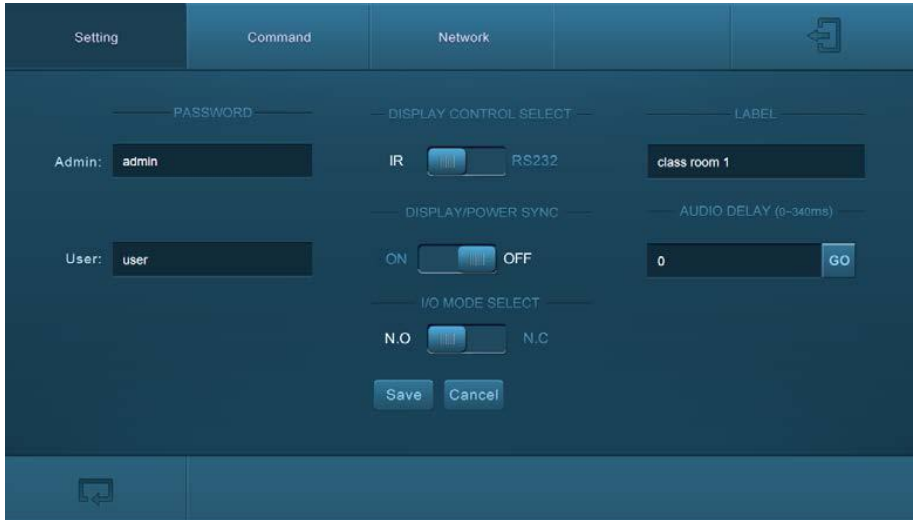 Setting Command Network
PASSWORD DISPLAY CONTROL SELECT LABEL
Admin: admin IR RS232 class room 1
DISPLAY/POWER SYNC AUDIO DELAY (0~340ms)
User: user ON OFF 0 GO
I/O MODE SELECT
N.O N.C
Save Cancel